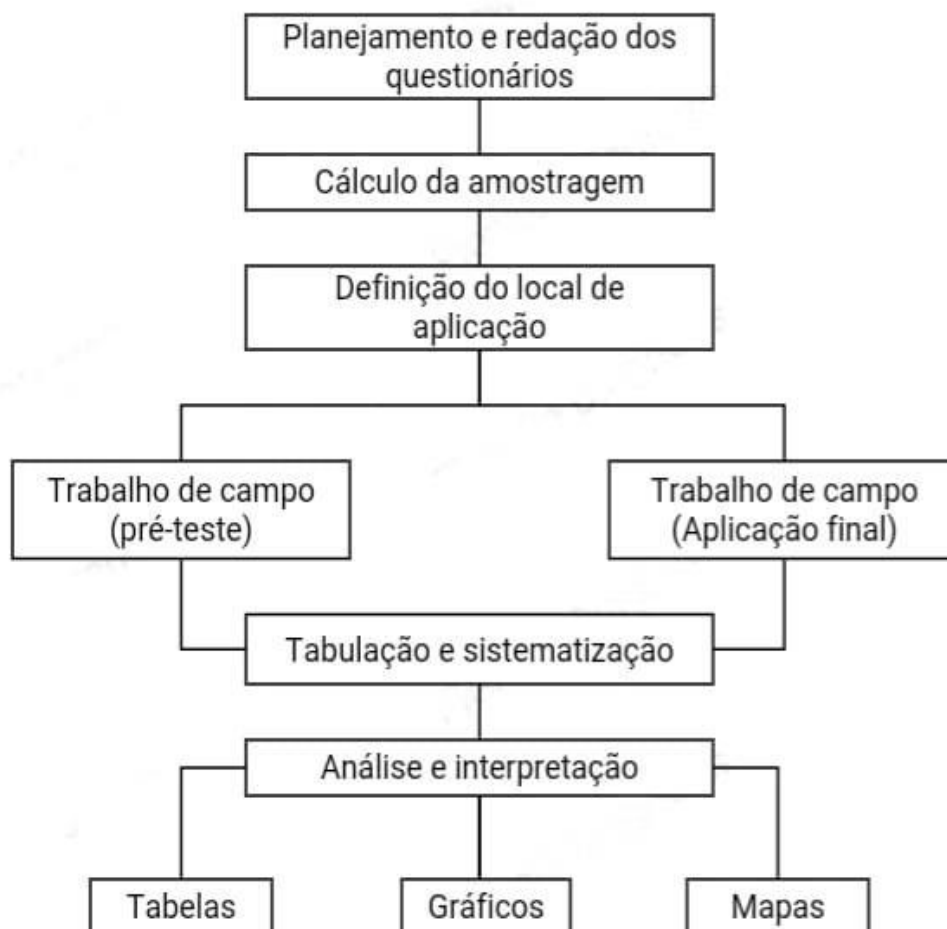 Planejamento e redação dos
questionários
Cálculo da amostragem
Definição do local de
aplicação
Trabalho de campo
(pré-teste)
Trabalho de campo
(Aplicação final)
Tabulação e sistematização
Análise e interpretação
Tabelas
Gráficos
Mapas